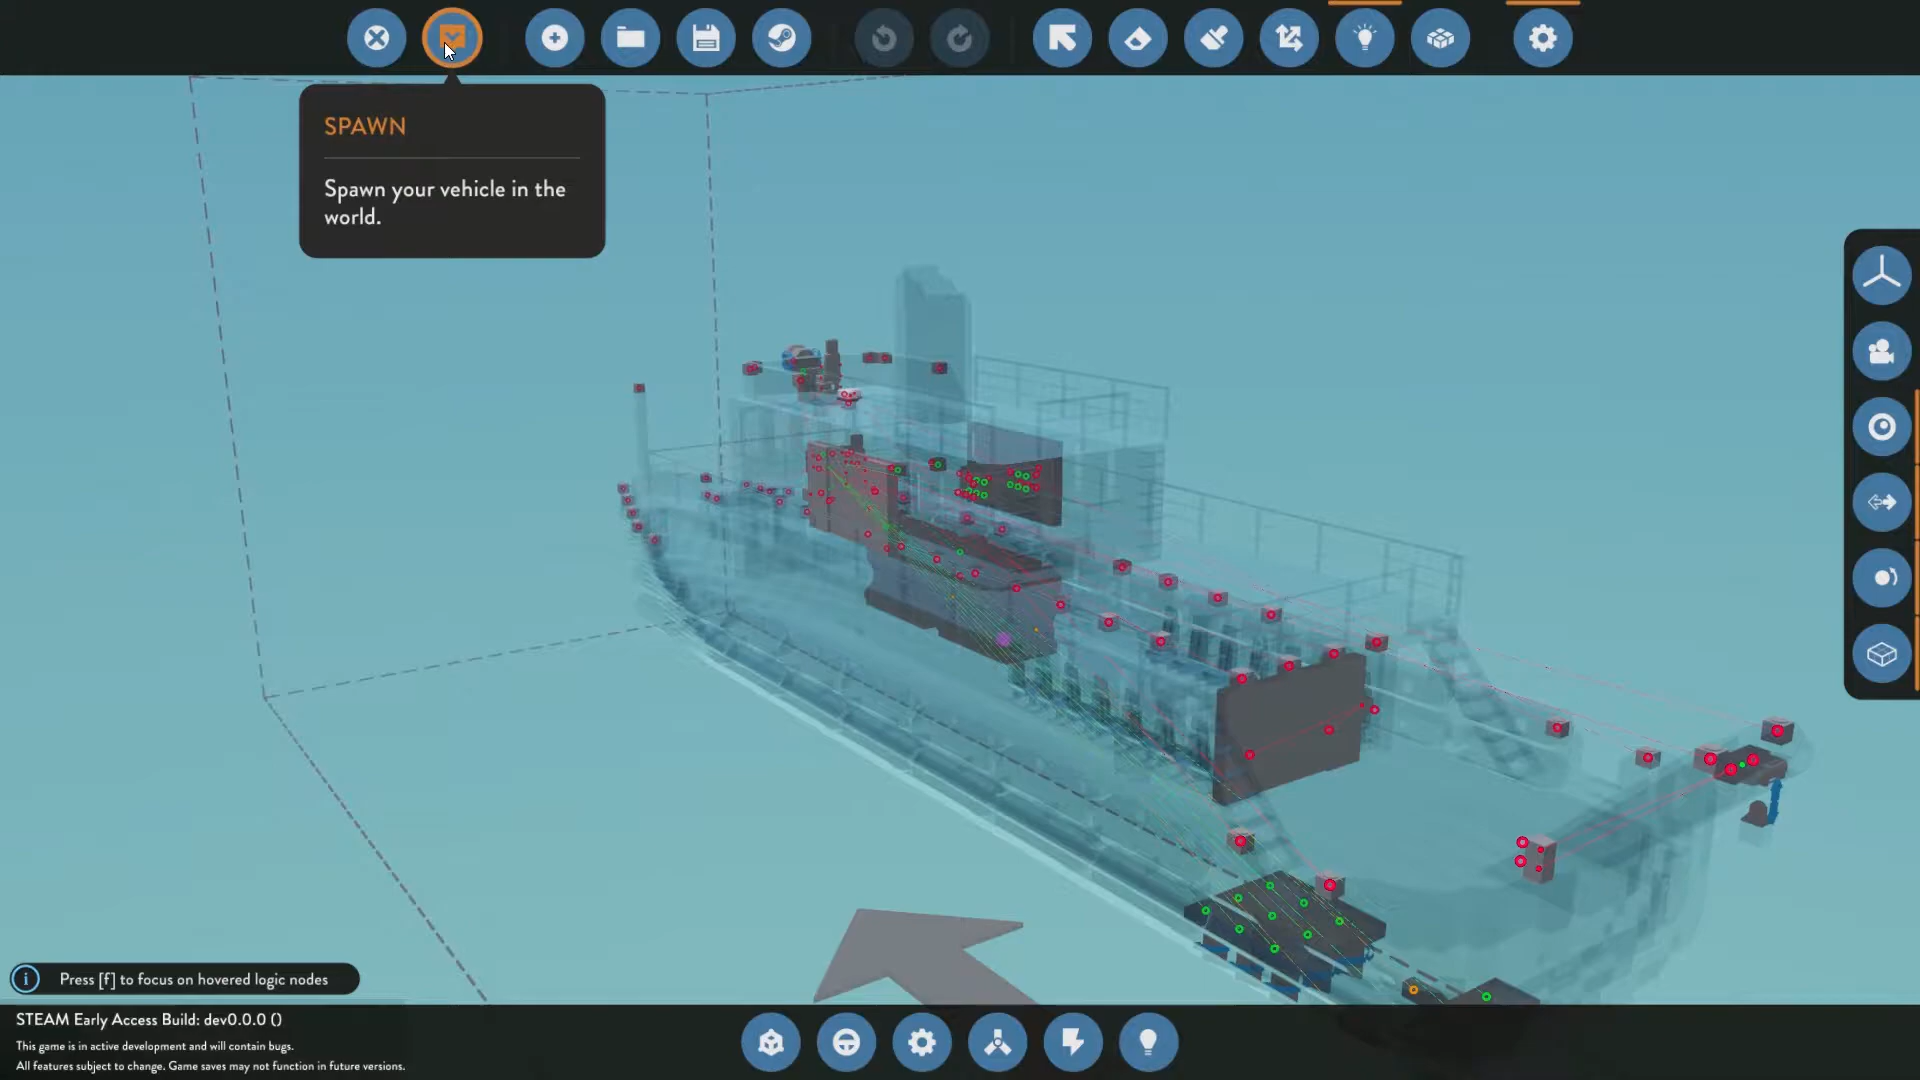 SPAWN
Spawn your vehicle in the
world.
Press [f] to focus on hovered logic nodes
STEAM Early Access Build: dev0.0.0 ()
This game is in active development and will contain bugs.
All features subject to change. Game saves may not function in future versions.